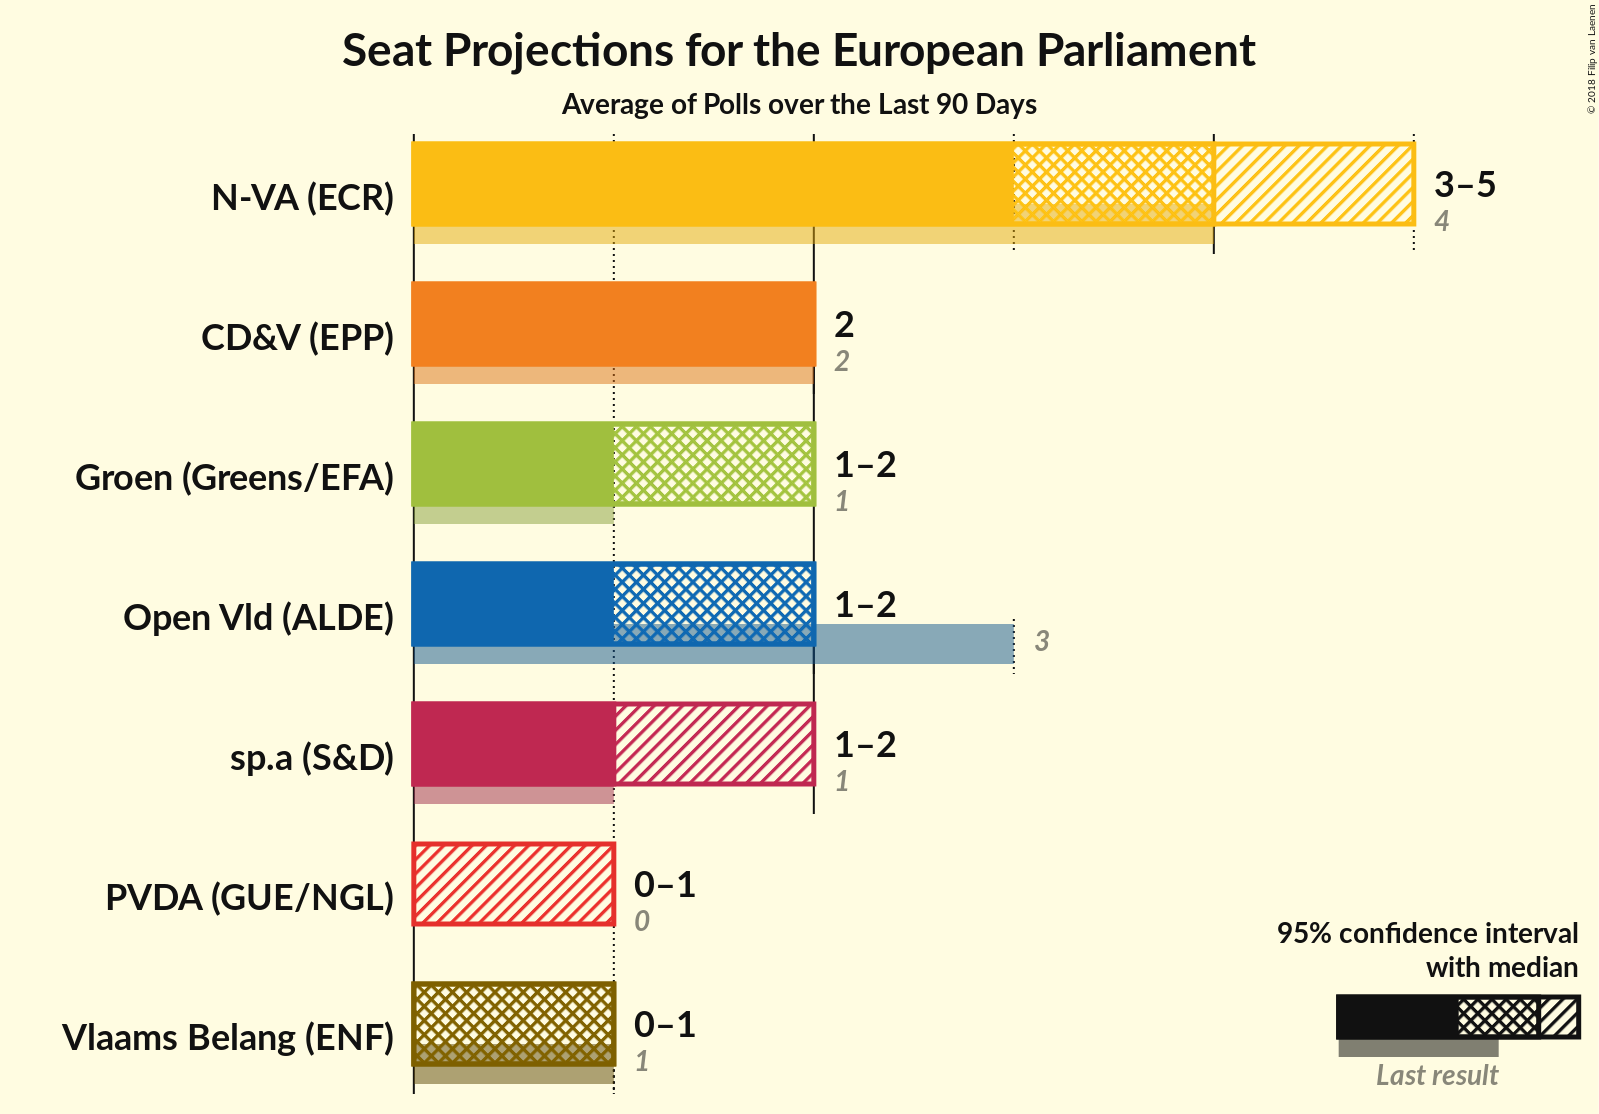 Seat Projections for the European Parliament
Average of Polls over the Last 90 Days
© 2018 Filip van Laenen
N-VA (ECR)
3–5
4
CD&V (EPP)
2
2
Groen (Greens/EFA)
1–2
1
Open Vld (ALDE)
1–2
3
sp.a (S&D)
1–2
1
PVDA (GUE/NGL)
0–1
0
Vlaams Belang (ENF)
0–1
1
95% confidence interval
with median
Last result